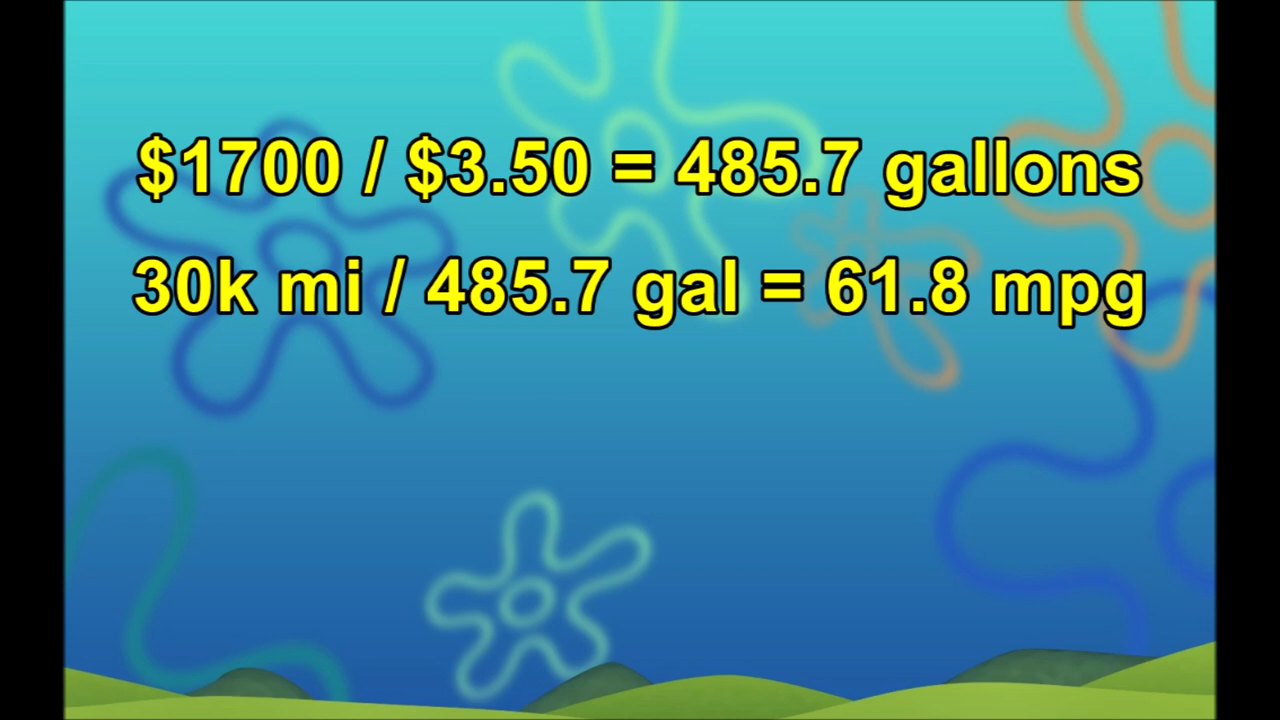 $1700 / $3.50 = 485.7 gallons
30k mi / 485.7 gal = 61.8 mpg